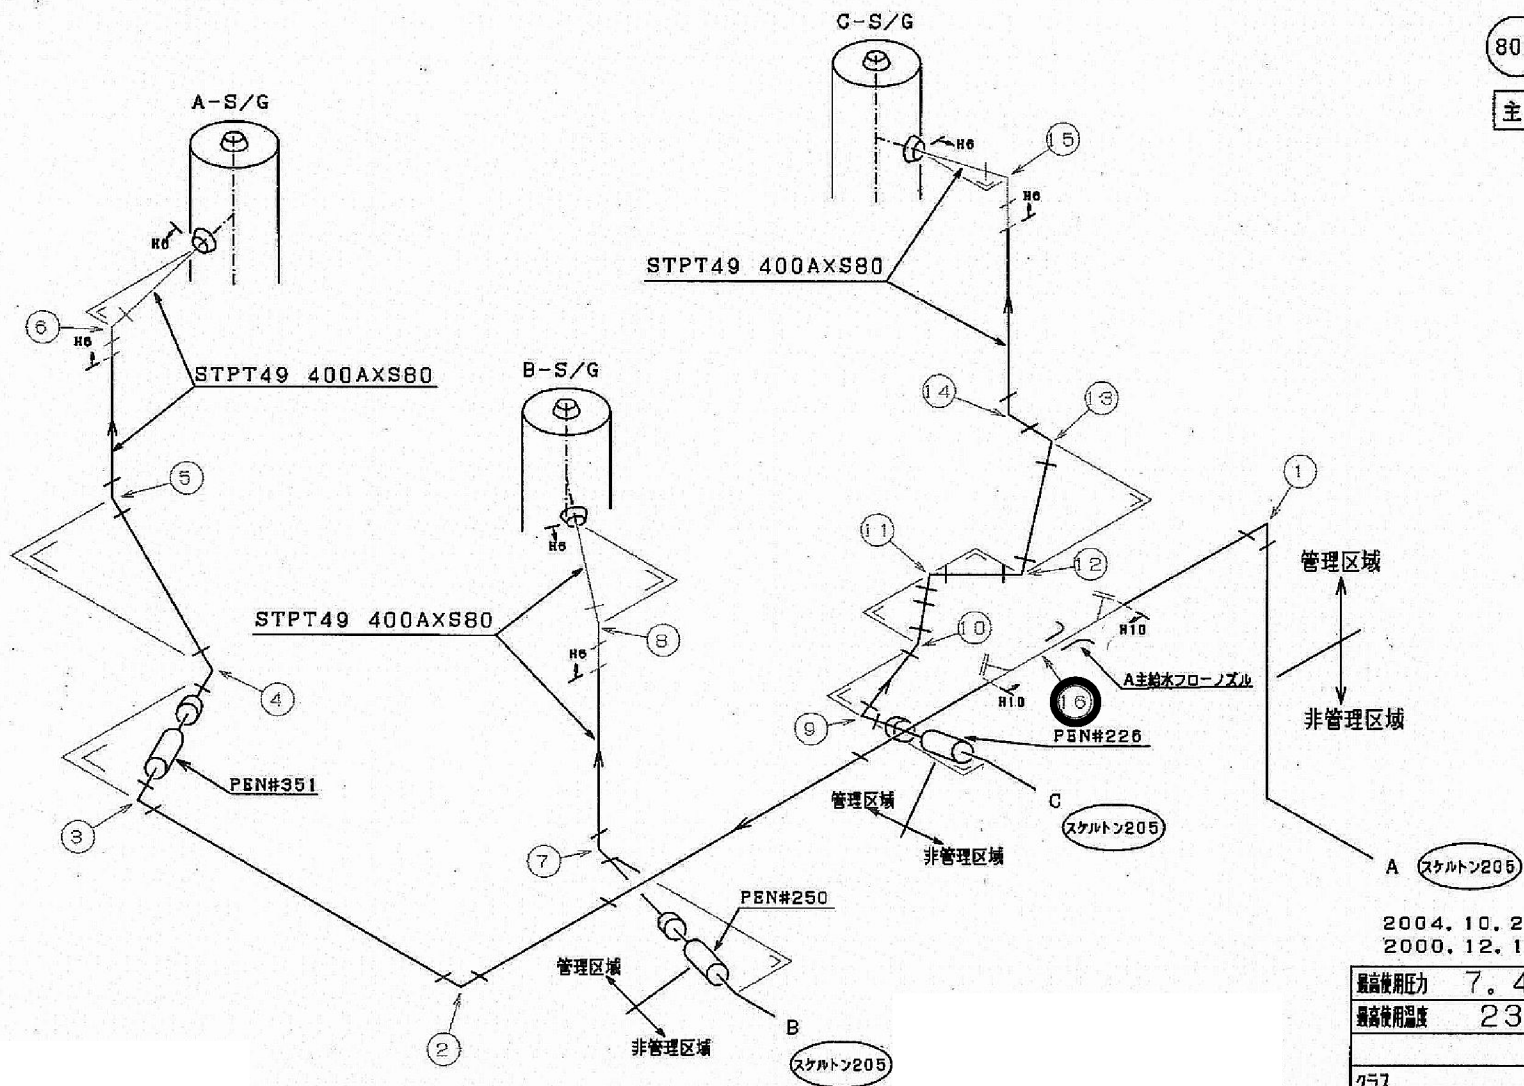 C-S/G
80
主
A-S/G
15
H6
H6
H6
STPT49 400AXS80
6
H6
STPT49 400AXS80
B-S/G
14
13
5
1
H6
11
12
管理区域
STPT49 400AXS80
8
10
H10
H6
4
A主給水フローノズル
16
H10
非管理区域
9
PEN#226
PEN#351
管理区域
C
3
スケルトン205
非管理区域
7
A
スケルトン205
PEN#250
2004.10.2
2000.12.1
管理区域
最高使用圧力 7.4
最高使用温度 23
B
2
非管理区域
スケルトン205
クラス